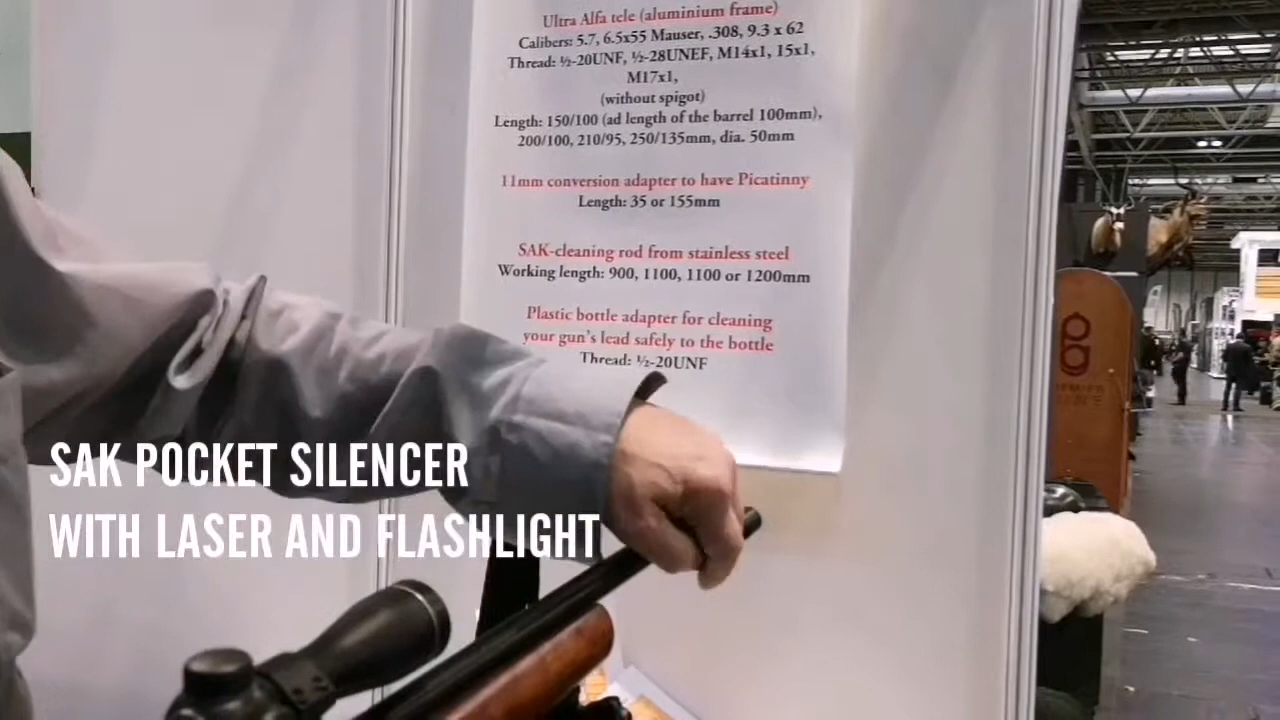 Ultra Alfa tele (aluminium frame)
Calibers: 5.7, 6.5x55 Mauser, .308, 9.3 x 62
Thread: ½-20UNF, ½-28UNEF, M14x1, 15x1,
M17x1,
(without spigot)
Length: 150/100 (ad length of the barrel 100mm),
200/100, 210/95, 250/135mm, dia. 50mm
11mm conversion adapter to have Picatinny
Length: 35 or 155mm
SAK-cleaning rod from stainless steel
Working length: 900, 1100, 1100 or 1200mm
Plastic bottle adapter for cleaning
your gun's lead safely to the bottle
Thread: ½-20UNF
SAK POCKET SILENCER
WITH LASER AND FLASHLIGHT